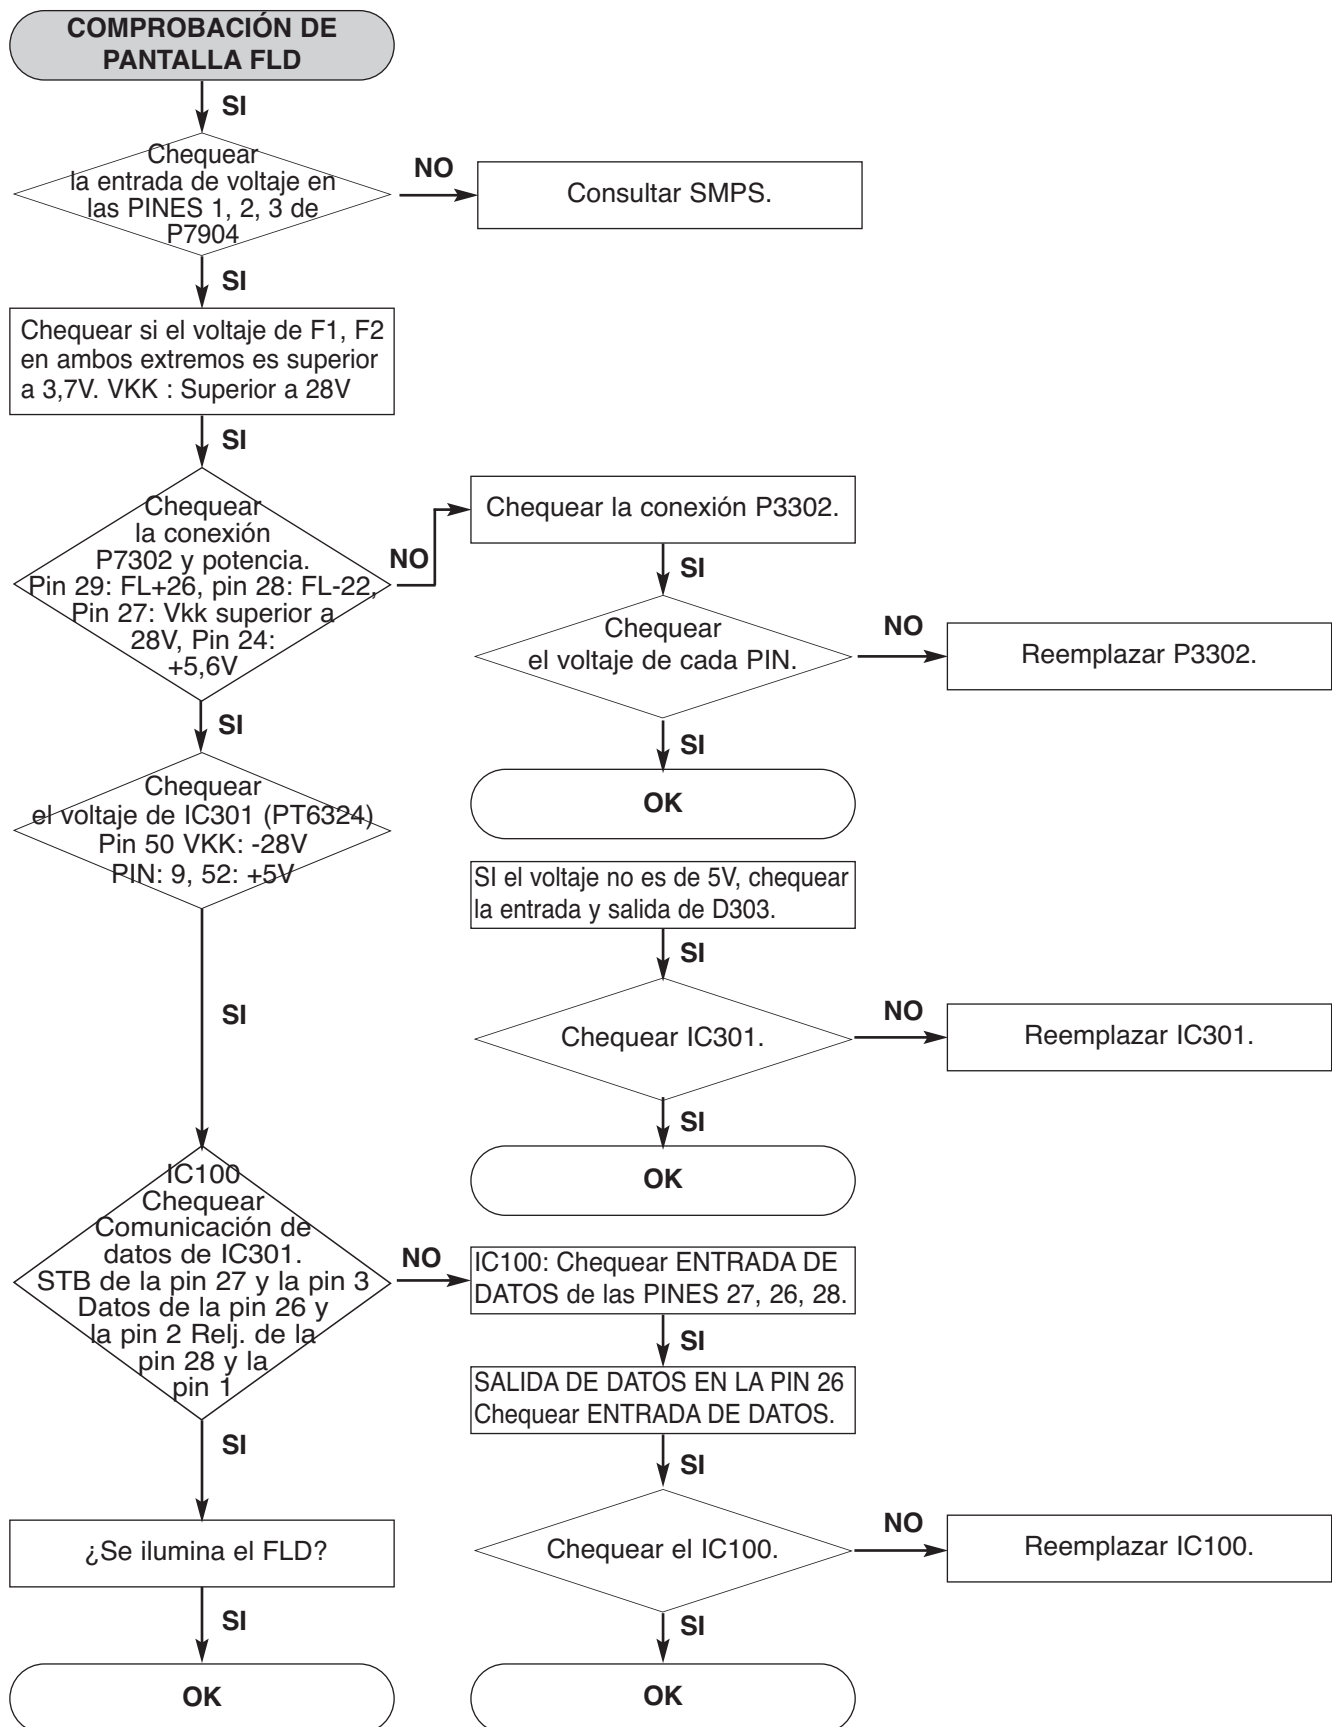 COMPROBACIÓN DE
PANTALLA FLD
SI
Chequear
la entrada de voltaje en
las PINES 1, 2, 3 de
P7904
NO
Consultar SMPS.
SI
Chequear si el voltaje de F1, F2
en ambos extremos es superior
a 3,7V. VKK : Superior a 28V
SI
Chequear
la conexión
P7302 y potencia.
Pin 29: FL+26, pin 28: FL-22,
Pin 27: Vkk superior a
28V, Pin 24:
+5,6V
NO
Chequear la conexión P3302.
SI
Chequear
el voltaje de cada PIN.
NO
Reemplazar P3302.
SI
OK
SI
Chequear
el voltaje de IC301 (PT6324)
Pin 50 VKK: -28V
PIN: 9, 52: +5V
SI el voltaje no es de 5V, chequear
la entrada y salida de D303.
SI
Chequear IC301.
NO
Reemplazar IC301.
SI
OK
SI
IC100
Chequear
Comunicación de
datos de IC301.
STB de la pin 27 y la pin 3
Datos de la pin 26 y
la pin 2 Relj. de la
pin 28 y la
pin 1
NO
IC100: Chequear ENTRADA DE
DATOS de las PINES 27, 26, 28.
SI
SALIDA DE DATOS EN LA PIN 26
Chequear ENTRADA DE DATOS.
SI
Chequear el IC100.
NO
Reemplazar IC100.
SI
OK
SI
¿Se ilumina el FLD?
SI
OK